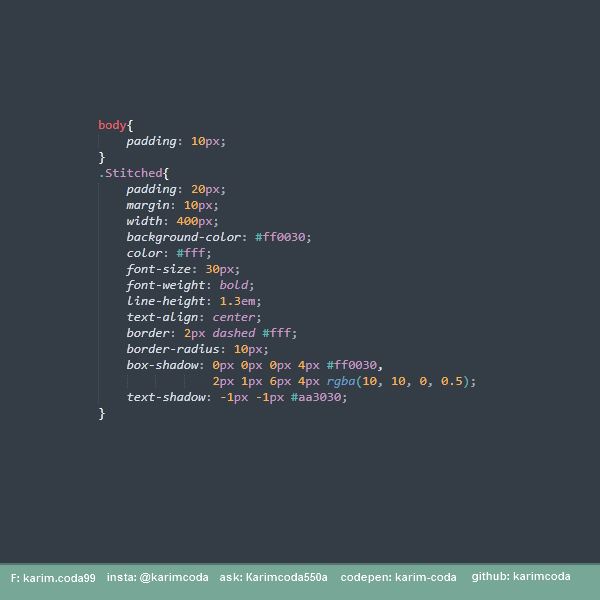 body{
    padding: 10px;
}
.Stitched{
    padding: 20px;
    margin: 10px;
    width: 400px;
    background-color: #ff0030;
    color: #fff;
    font-size: 30px;
    font-weight: bold;
    line-height: 1.3em;
    text-align: center;
    border: 2px dashed #fff;
    border-radius: 10px;
    box-shadow: 0px 0px 0px 4px #ff0030,
                2px 1px 6px 4px rgba(10, 10, 0, 0.5);
    text-shadow: -1px -1px #aa3030;
}
F: karim.coda99 insta: @karimcoda ask: Karimcoda550a codepen: karim-coda github: karimcoda